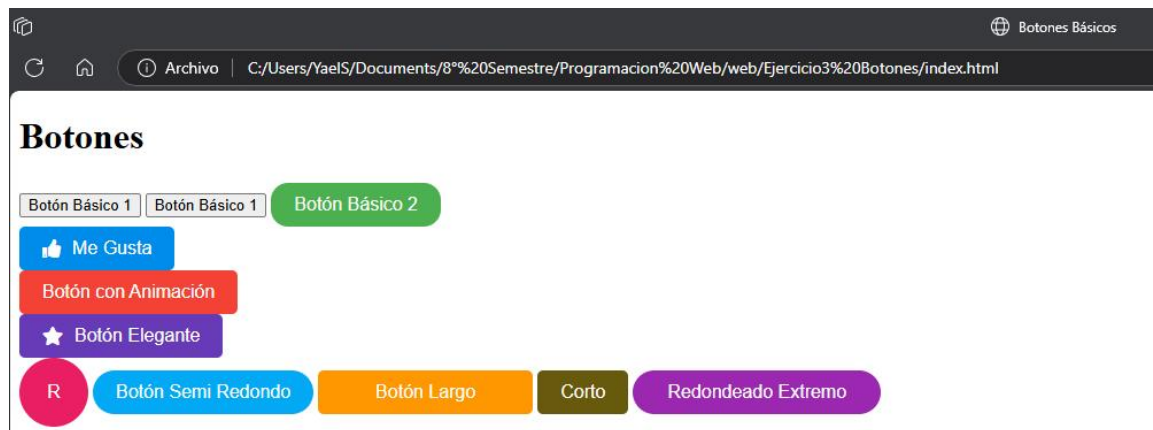 Botones Básicos
Archivo | C:/Users/YaelS/Documents/8°%20Semestre/Programacion%20Web/web/Ejercicio3%20Botones/index.html
Botones
Botón Básico 1 Botón Básico 1 Botón Básico 2
Me Gusta
Botón con Animación
Botón Elegante
R Botón Semi Redondo Botón Largo Corto Redondeado Extremo